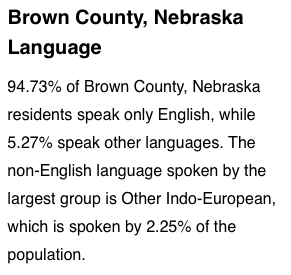 Brown County, Nebraska
Language
94.73% of Brown County, Nebraska
residents speak only English, while
5.27% speak other languages. The
non-English language spoken by the
largest group is Other Indo-European,
which is spoken by 2.25% of the
population.